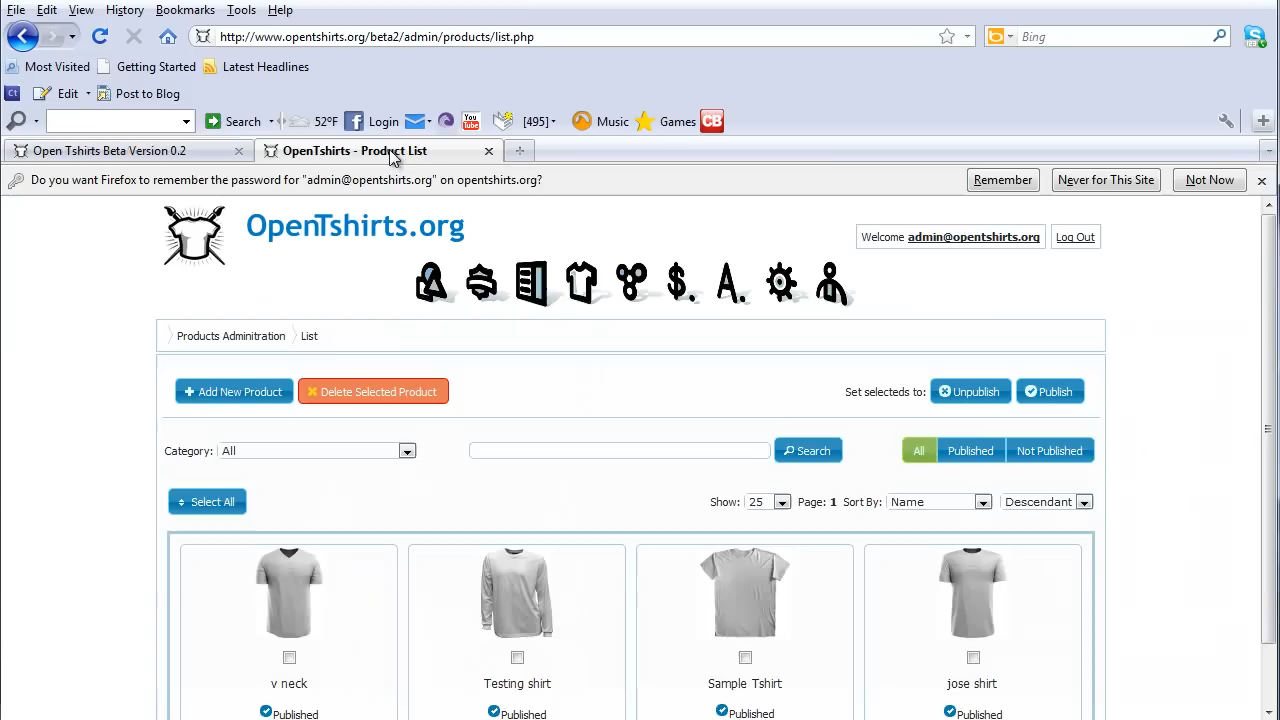 File Edit View History Bookmarks Tools Help
http://www.opentshirts.org/beta2/admin/products/list.php Bing
Most Visited Getting Started Latest Headlines
Ct Edit Post to Blog
Search 52°F Login You Tube [495] Music Games CB
Open Tshirts Beta Version 0.2 OpenTshirts - Product List
Do you want Firefox to remember the password for "admin@opentshirts.org" on opentshirts.org? Remember Never for This Site Not Now
OpenTshirts.org
Welcome admin@opentshirts.org Log Out
$. A.
Products Adminitration List
Add New Product Delete Selected Product Set selecteds to: Unpublish Publish
Category: All Search All Published Not Published
Select All Show: 25 Page: 1 Sort By: Name Descendant
v neck Testing shirt Sample Tshirt jose shirt
Published Published Published Published